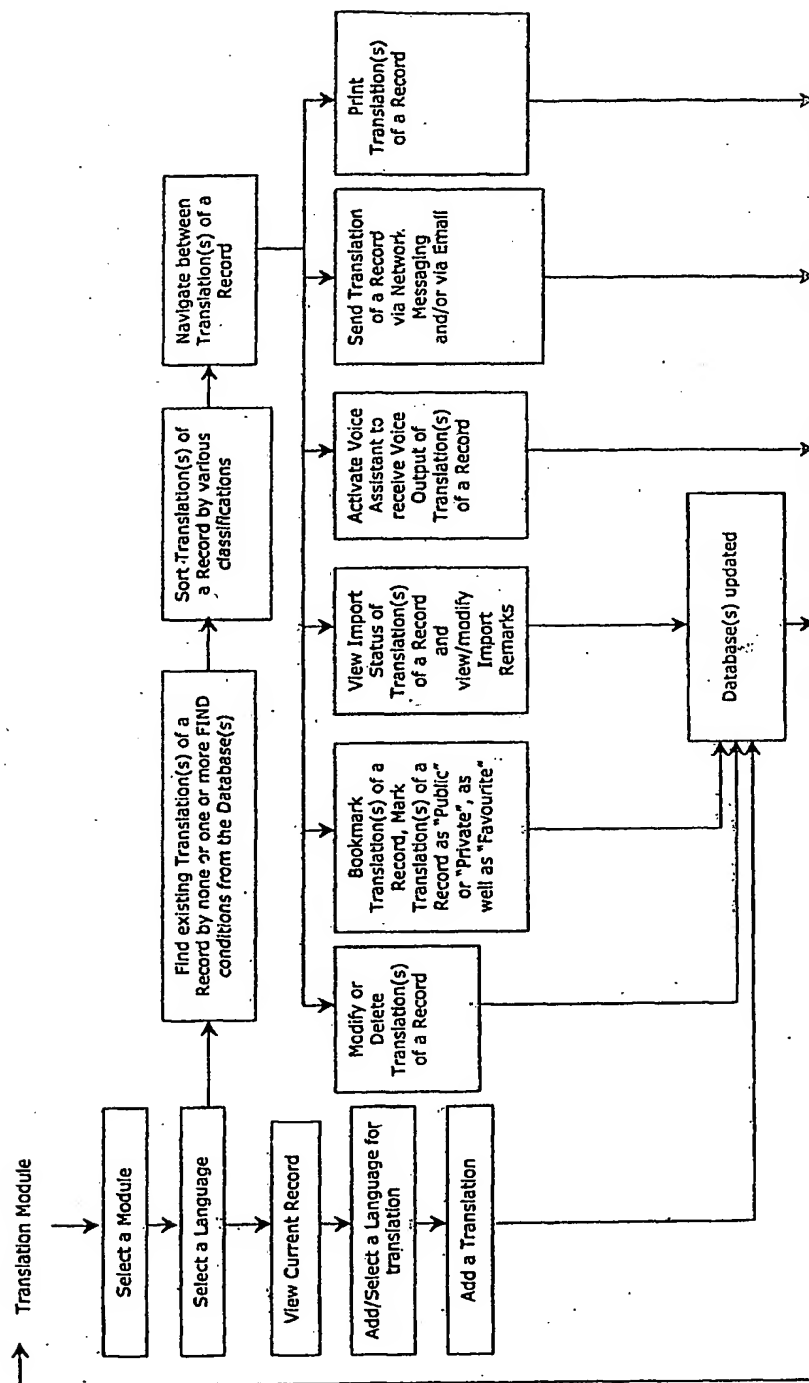 Translation Module
Select a Module
Select a Language
View Current Record
Add/Select a Language for
translation
Add a Translation
Find existing Translation(s) of a
Record by none or one or more FIND
conditions from the Database(s)
Sort Translation(s) of
a Record by various
classifications
Navigate between
Translation(s) of a
Record
Modify or
Delete
Translation(s)
of a Record
Bookmark
Translation(s) of a
Record, Mark
Translation(s) of a
Record as "Public"
or "Private", as
well as "Favourite"
View Import
Status of
Translation(s)
of a Record
and
view/modify
Import
Remarks
Activate Voice
Assistant to
receive Voice
Output of
Translation(s)
of a Record
Send Translation
of a Record
via Network
Messaging
and/or via Email
Print
Translation(s)
of a Record
Database(s) updated